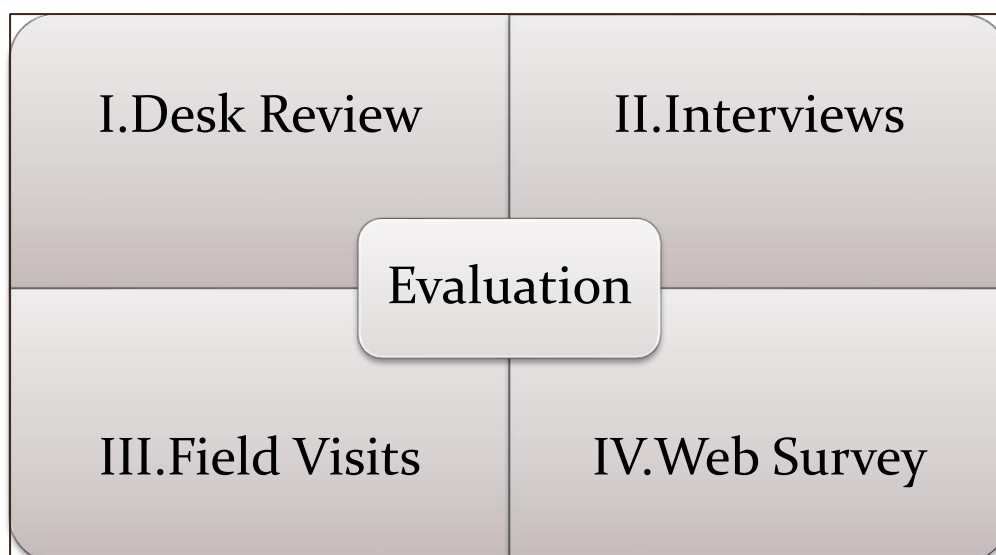 I.Desk Review
II.Interviews
Evaluation
III.Field Visits
IV.Web Survey